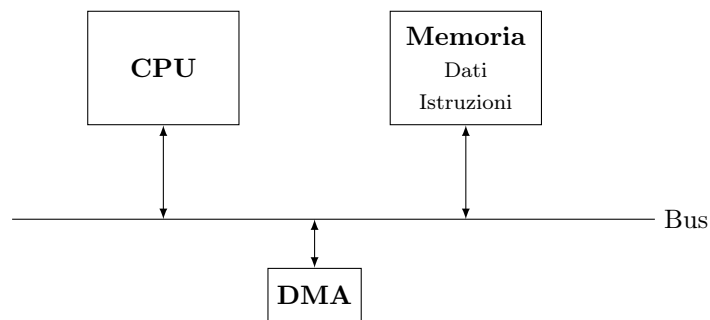 CPU
Memoria
Dati
Istruzioni
Bus
DMA